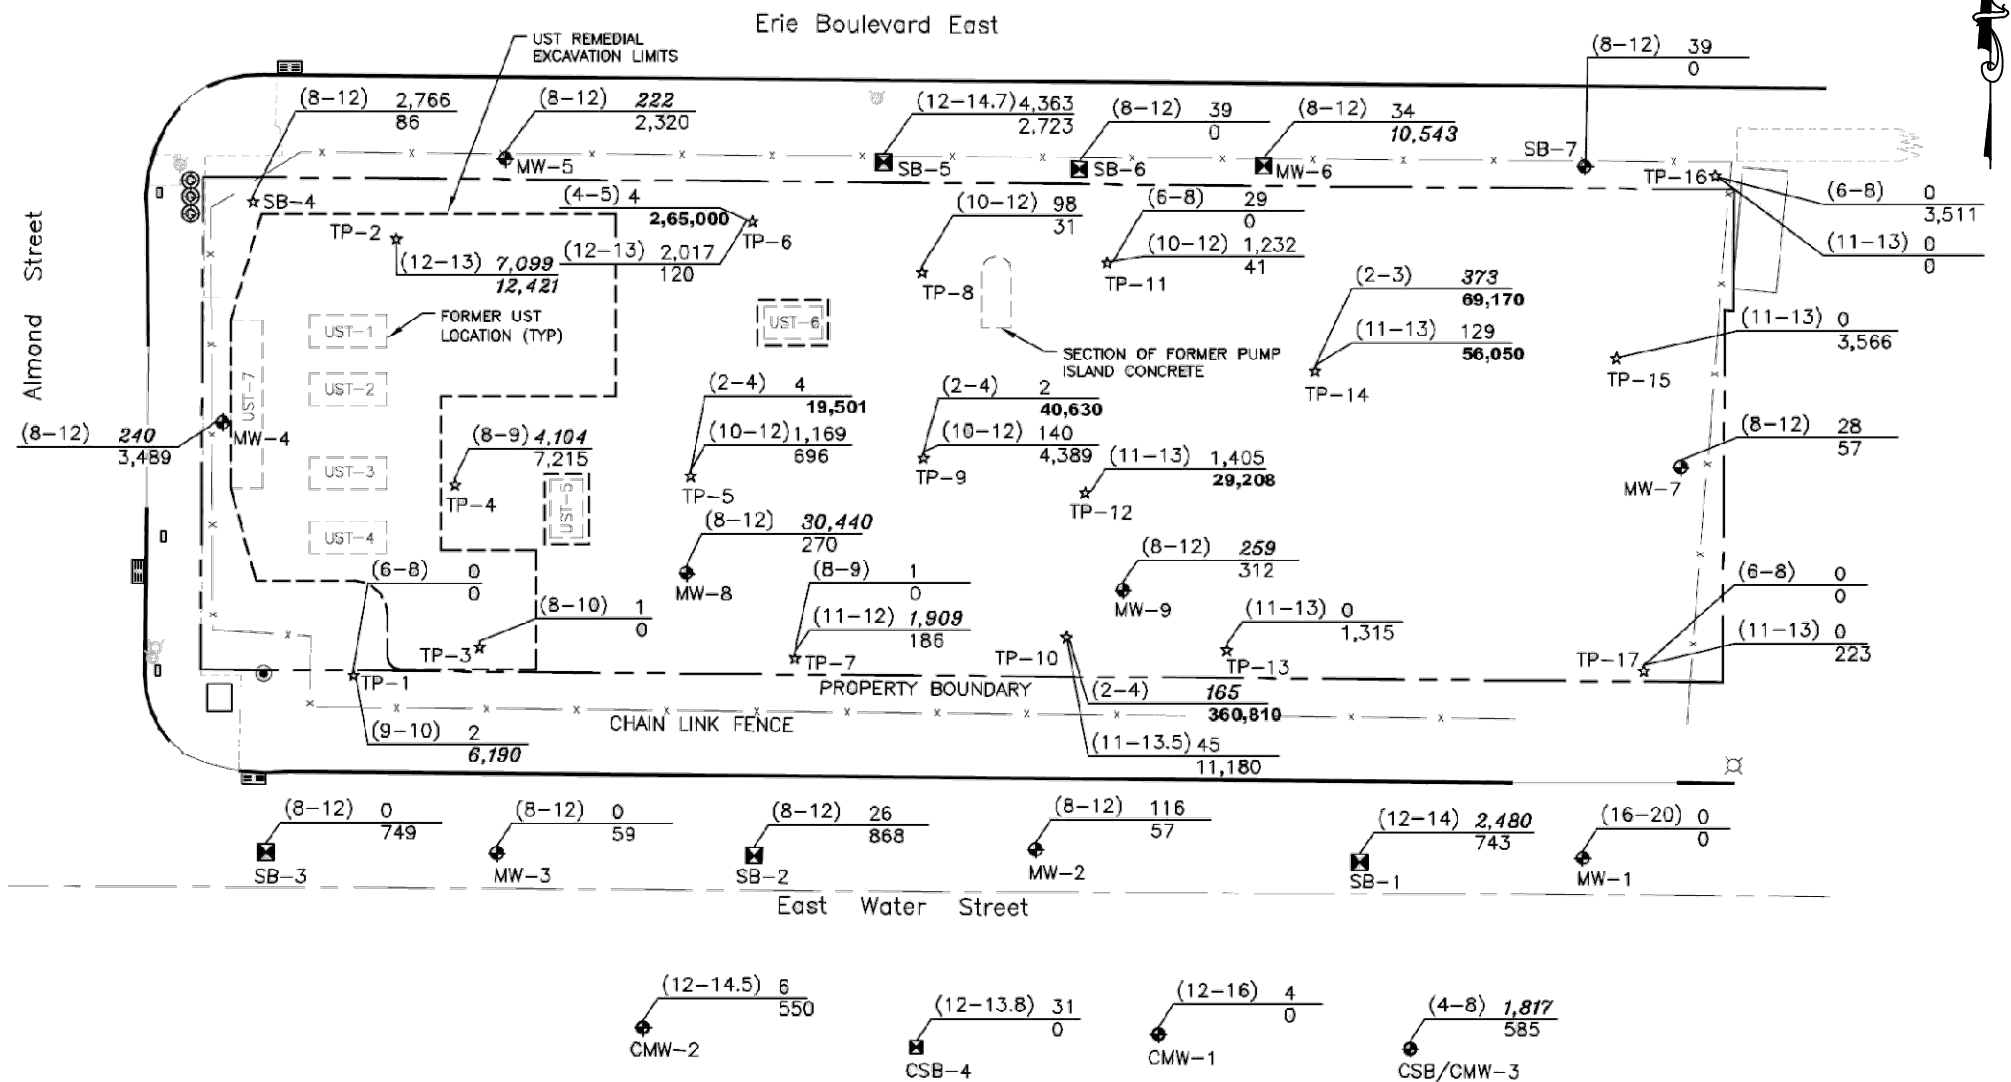 Erie Boulevard East
UST REMEDIAL
EXCAVATION LIMITS
(8-12) 39
0
(8-12) 2,766
86
(8-12) 222
2,320
(12-14.7) 4,363
2,723
(8-12) 39
0
(8-12) 34
10,543
SB-7
MW-5
SB-5
SB-6
MW-6
TP-16
SB-4
(4-5) 4
2,65,000
TP-6
(10-12) 98
31
(6-8) 29
0
(6-8) 0
3,511
TP-2
(12-13) 7,099
12,421
(12-13) 2,017
120
TP-8
(10-12) 1,232
41
TP-11
(11-13) 0
0
Almond Street
(2-3) 373
69,170
UST-1
FORMER UST
LOCATION (TYP)
UST-6
(11-13) 129
56,050
(11-13) 0
3,566
SECTION OF FORMER PUMP
ISLAND CONCRETE
TP-15
UST-7
UST-2
(2-4) 4
19,501
(2-4) 2
40,630
TP-14
(8-12) 240
3,489
MW-4
(8-9) 4,104
7,215
(10-12) 1,169
696
(10-12) 140
4,389
(8-12) 28
57
UST-3
TP-4
UST-5
TP-5
TP-9
(11-13) 1,405
29,208
TP-12
MW-7
UST-4
(8-12) 30,440
270
(8-12) 259
312
(6-8) 0
0
MW-8
(8-9) 1
0
MW-9
(6-8) 0
0
(8-10) 1
0
(11-12) 1,909
186
(11-13) 0
1,315
(11-13) 0
223
TP-3
TP-7
TP-10
TP-13
TP-17
TP-1
PROPERTY BOUNDARY
(2-4) 165
360,810
CHAIN LINK FENCE
(9-10) 2
6,190
(11-13.5) 45
11,180
(8-12) 0
749
(8-12) 0
59
(8-12) 26
868
(8-12) 116
57
(12-14) 2,480
743
(16-20) 0
0
SB-3
MW-3
SB-2
MW-2
SB-1
MW-1
East Water Street
(12-14.5) 6
550
(12-13.8) 31
0
(12-16) 4
0
(4-8) 1,817
585
CMW-2
CSB-4
CMW-1
CSB/CMW-3